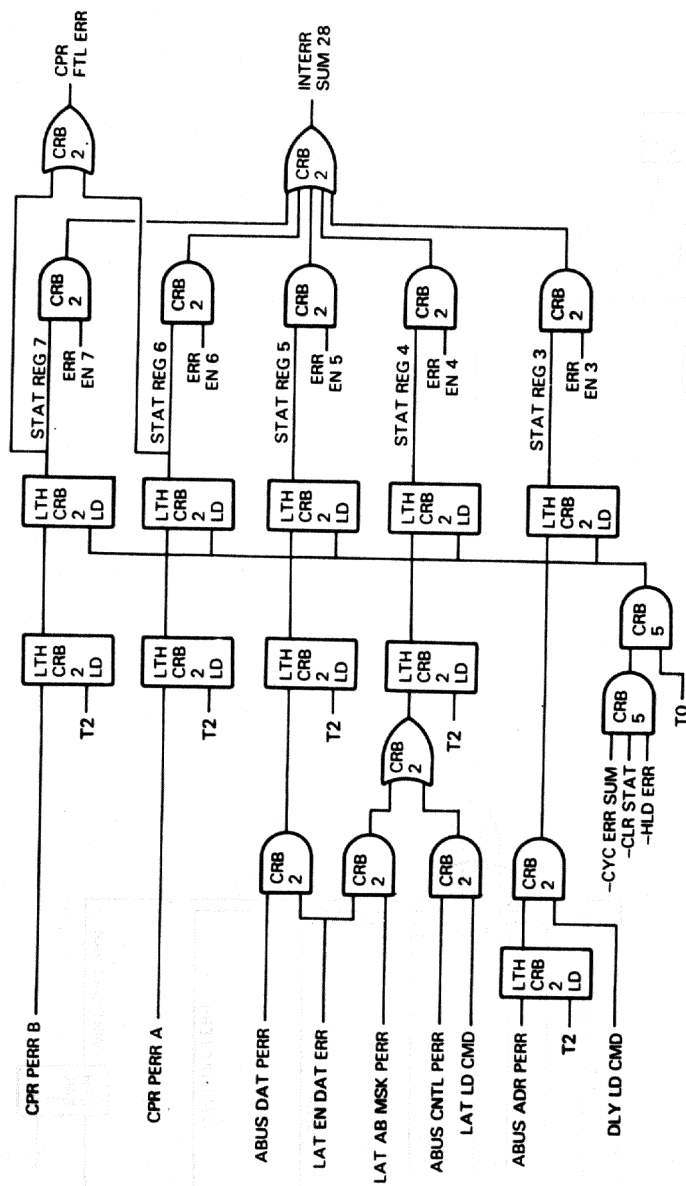 CPR PERR B
LTH
CRB
2
LD
T2
LTH
CRB
2
LD
STAT REG 7
ERR
EN 7
CRB
2
CRB
2
CPR
FTL ERR
CPR PERR A
LTH
CRB
2
LD
T2
LTH
CRB
2
LD
STAT REG 6
ERR
EN 6
CRB
2
ABUS DAT PERR
LAT EN DAT ERR
CRB
2
LTH
CRB
2
LD
T2
LTH
CRB
2
LD
STAT REG 5
ERR
EN 5
CRB
2
CRB
2
INTERR
SUM 28
LAT AB MSK PERR
CRB
2
ABUS CNTL PERR
LAT LD CMD
CRB
2
CRB
2
LTH
CRB
2
LD
T2
LTH
CRB
2
LD
STAT REG 4
ERR
EN 4
CRB
2
ABUS ADR PERR
T2
LTH
CRB
2
LD
DLY LD CMD
CRB
2
LTH
CRB
2
LD
STAT REG 3
ERR
EN 3
CRB
2
-CYC ERR SUM
-CLR STAT
-HLD ERR
CRB
5
T0
CRB
5